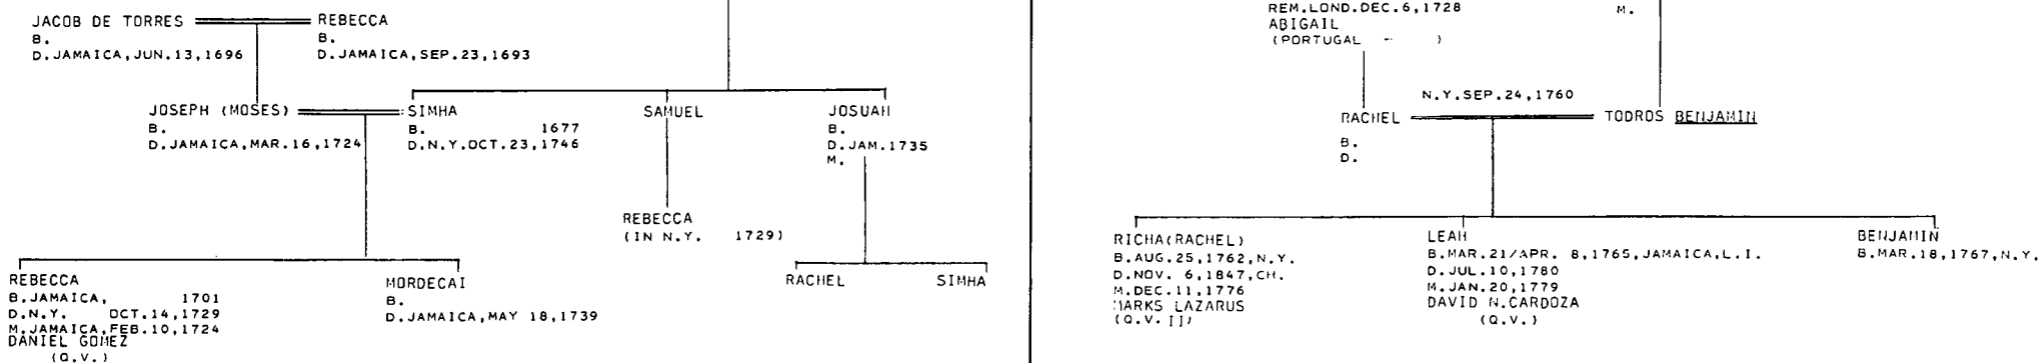 JACOB DE TORRES REBECCA
B. B.
D.JAMAICA,JUN.13,1696 D.JAMAICA,SEP.23,1693
JOSEPH (MOSES) SIMHA SAMUEL JOSUAH
B. B. 1677 B.
D.JAMAICA,MAR.16,1724 D.N.Y.OCT.23,1746 D.JAM.1735
M.
REBECCA
(IN N.Y. 1729)
REBECCA MORDECAI RACHEL SIMHA
B.JAMAICA, 1701 B.
D.N.Y. OCT.14,1729 D.JAMAICA,MAY 18,1739
M.JAMAICA,FEB.10,1724
DANIEL GOMEZ
(Q.V.)
REM.LOND.DEC.6,1728 M.
ABIGAIL
(PORTUGAL - )
N.Y.SEP.24,1760
RACHEL TODROS BENJAMIN
B.
D.
RICHA(RACHEL) LEAH BENJAMIN
B.AUG.25,1762,N.Y. B.MAR.21/APR. 8,1765,JAMAICA,L.I. B.MAR.18,1767,N.Y.
D.NOV. 6,1847,CH. D.JUL.10,1780
M.DEC.11,1776 M.JAN.20,1779
MARKS LAZARUS DAVID N.CARDOZA
(Q.V. II) (Q.V.)